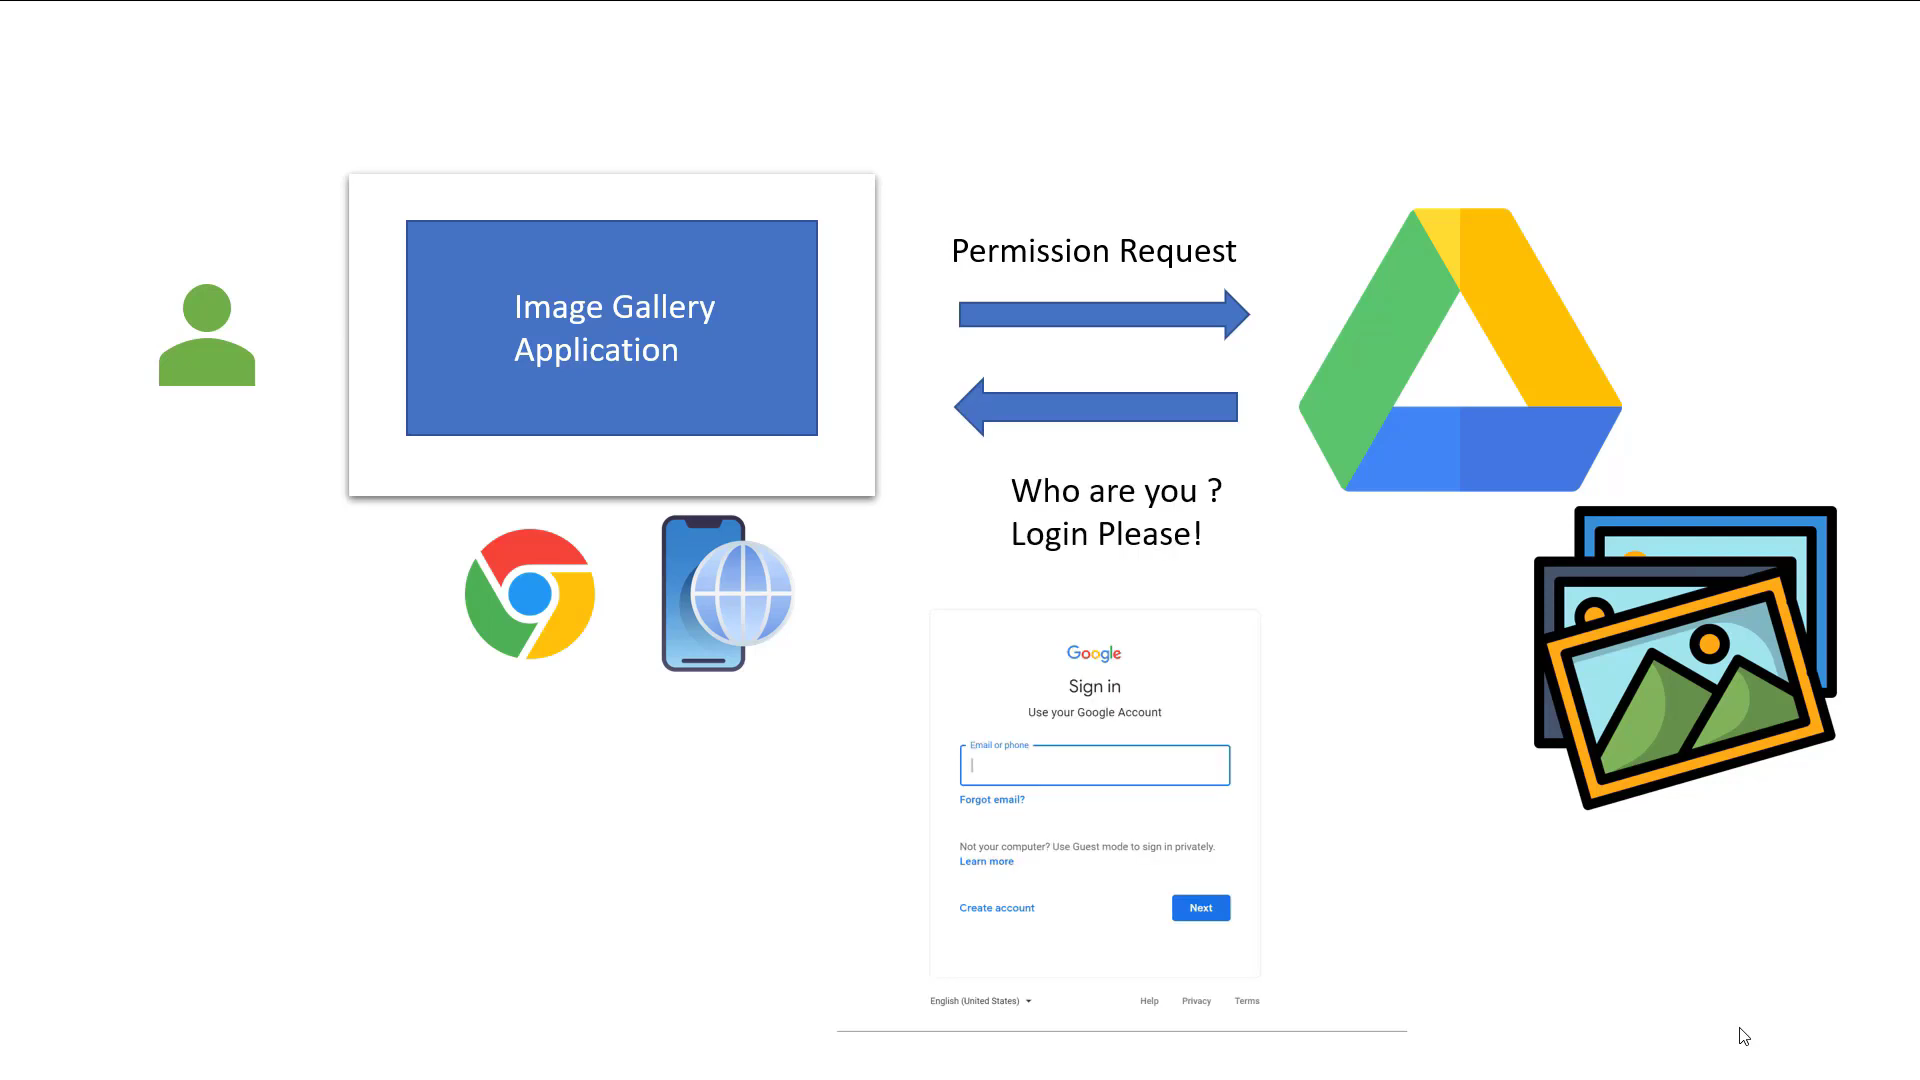 Image Gallery
Application
Permission Request
Who are you ?
Login Please!
Google
Sign in
Use your Google Account
Email or phone
Forgot email?
Not your computer? Use Guest mode to sign in privately.
Learn more
Create account
Next
English (United States)
Help
Privacy
Terms